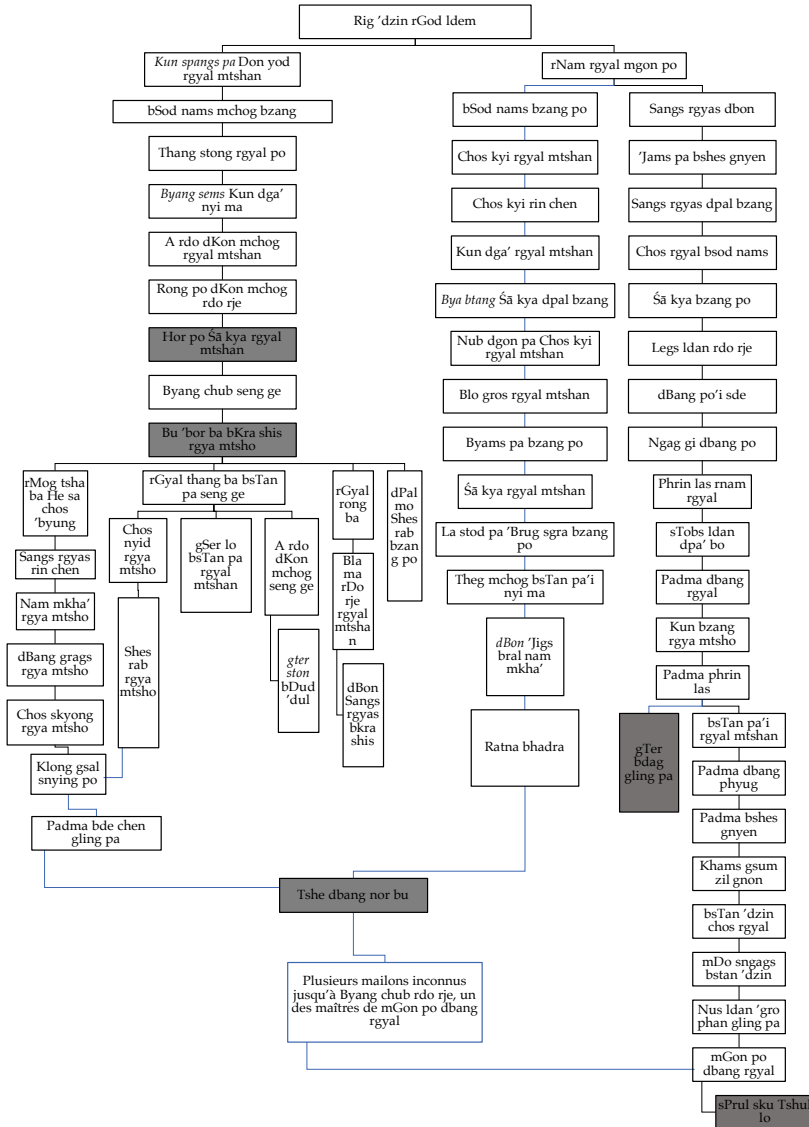 Rig ’dzin rGod ldem
Kun spangs pa Don yod
rgyal mtshan
rNam rgyal mgon po
bSod nams mchog bzang
Thang stong rgyal po
Byang sems Kun dga’
nyi ma
A rdo dKon mchog
rgyal mtshan
Rong po dKon mchog
rdo rje
Hor po Śā kya rgyal
mtshan
Byang chub seng ge
Bu ’bor ba bKra shis
rgya mtsho
rMog tsha
ba He sa
chos
’byung
Sangs rgyas
rin chen
Nam mkha’
rgya mtsho
dBang grags
rgya mtsho
Chos skyong
rgya mtsho
Klong gsal
snying po
Padma bde chen
gling pa
rGyal thang ba bsTan
pa seng ge
Chos
nyid
rgya
mtsho
Shes
rab
rgya
mtsho
gSer lo
bsTan pa
rgyal
mtshan
A rdo
dKon
mchog
seng ge
gter
ston
bDud
’dul
rGyal
rong
ba
Bla
ma
rDo
rje
rgyal
mtsha
n
dBon
Sangs
rgyas
bkra
shis
dPal
mo
Shes
rab
bzan
g po
bSod nams bzang po
Chos kyi rgyal mtshan
Chos kyi rin chen
Kun dga’ rgyal mtshan
Bya btang Śā kya dpal bzang
Nub dgon pa Chos kyi
rgyal mtshan
Blo gros rgyal mtshan
Byams pa bzang po
Śā kya rgyal mtshan
La stod pa ’Brug sgra bzang
po
Theg mchog bsTan pa’i
nyi ma
dBon ’Jigs
bral nam
mkha’
Ratna bhadra
Sangs rgyas dbon
’Jams pa bshes gnyen
Sangs rgyas dpal bzang
Chos rgyal bsod nams
Śā kya bzang po
Legs ldan rdo rje
dBang po’i sde
Ngag gi dbang po
Phrin las rnam
rgyal
sTobs ldan
dpa’ bo
Padma dbang
rgyal
Kun bzang
rgya mtsho
Padma phrin
las
gTer
bdag
gling pa
bsTan pa’i
rgyal mtshan
Padma dbang
phyug
Padma bshes
gnyen
Khams gsum
zil gnon
bsTan ’dzin
chos rgyal
mDo sngags
bstan ’dzin
Nus ldan ’gro
phan gling pa
mGon po
dbang rgyal
sPrul sku Tshul
lo
Tshe dbang nor bu
Plusieurs mailons inconnus
jusqu’à Byang chub rdo rje, un
des maîtres de mGon po dbang
rgyal